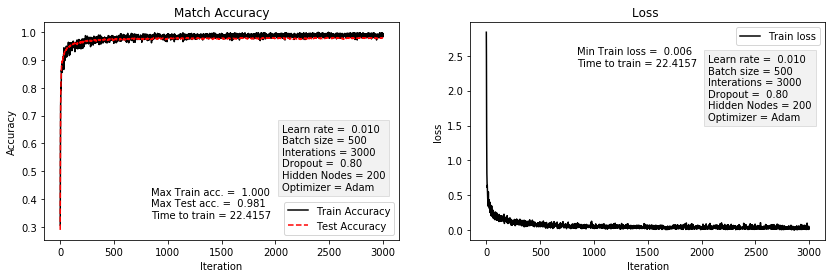 Match Accuracy
1.0
0.9
0.8
0.7
0.6
0.5
0.4
0.3
Accuracy
Learn rate =  0.010
Batch size = 500
Interations = 3000
Dropout =  0.80
Hidden Nodes = 200
Optimizer = Adam
Max Train acc. =  1.000
Max Test acc. =  0.981
Time to train = 22.4157
Train Accuracy
Test Accuracy
0 500 1000 1500 2000 2500 3000
Iteration
Loss
2.5
2.0
1.5
1.0
0.5
0.0
loss
Train loss
Min Train loss =  0.006
Time to train = 22.4157
Learn rate =  0.010
Batch size = 500
Interations = 3000
Dropout =  0.80
Hidden Nodes = 200
Optimizer = Adam
0 500 1000 1500 2000 2500 3000
Iteration